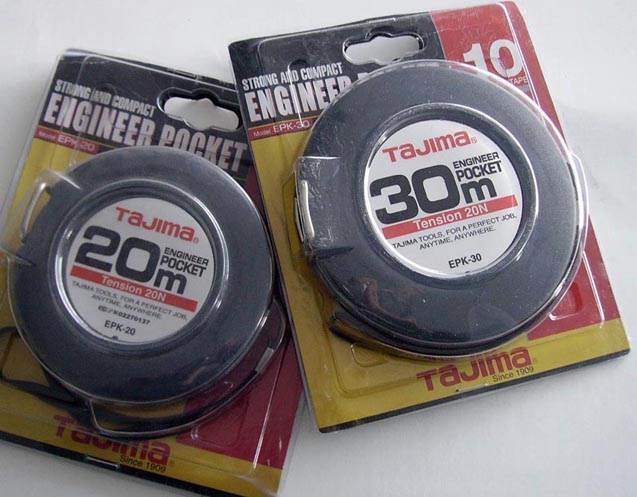 STRONG AND COMPACT
ENGINEER POCKET
Model EPK-20
TAJIMA
20m
ENGINEER
POCKET
Tension 20N
TAJIMA TOOLS, FOR A PERFECT JOB,
ANYTIME, ANYWHERE.
EPK-20
TAJIMA
Since 1909
STRONG AND COMPACT
ENGINEER
Model EPK-30
10
TAPE
TAJIMA
30m
ENGINEER
POCKET
Tension 20N
TAJIMA TOOLS, FOR A PERFECT JOB,
ANYTIME, ANYWHERE.
EPK-30
TAJIMA
Since 1909